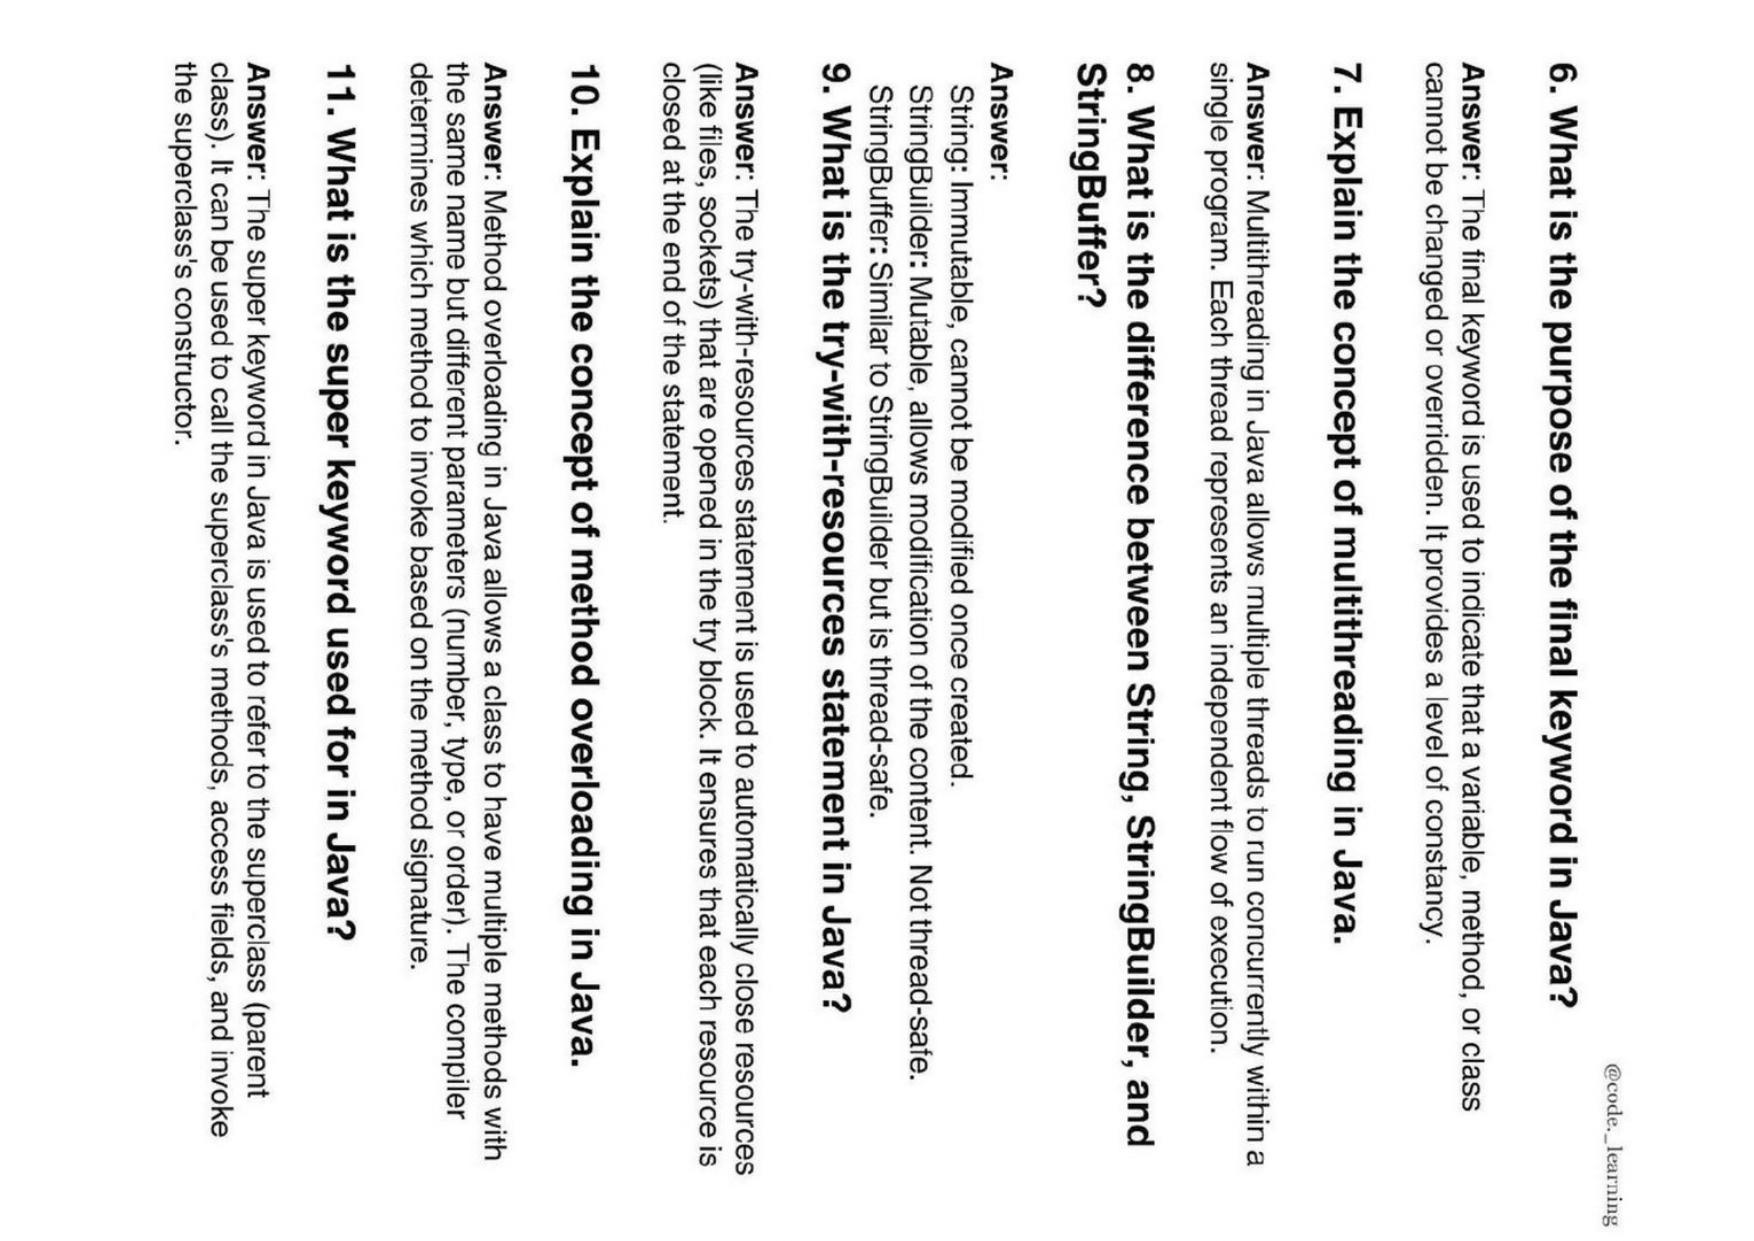 @code._learning
6. What is the purpose of the final keyword in Java?
Answer: The final keyword is used to indicate that a variable, method, or class
cannot be changed or overridden. It provides a level of constancy.
7. Explain the concept of multithreading in Java.
Answer: Multithreading in Java allows multiple threads to run concurrently within a
single program. Each thread represents an independent flow of execution.
8. What is the difference between String, StringBuilder, and
StringBuffer?
Answer:
String: Immutable, cannot be modified once created.
StringBuilder: Mutable, allows modification of the content. Not thread-safe.
StringBuffer: Similar to StringBuilder but is thread-safe.
9. What is the try-with-resources statement in Java?
Answer: The try-with-resources statement is used to automatically close resources
(like files, sockets) that are opened in the try block. It ensures that each resource is
closed at the end of the statement.
10. Explain the concept of method overloading in Java.
Answer: Method overloading in Java allows a class to have multiple methods with
the same name but different parameters (number, type, or order). The compiler
determines which method to invoke based on the method signature.
11. What is the super keyword used for in Java?
Answer: The super keyword in Java is used to refer to the superclass (parent
class). It can be used to call the superclass's methods, access fields, and invoke
the superclass's constructor.